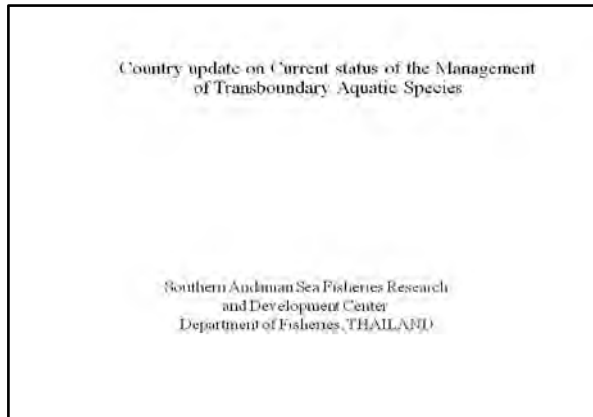 Country update on Current status of the Management
of Transboundary Aquatic Species
Southern Andaman Sea Fisheries Research
and Development Center
Department of Fisheries, THAILAND